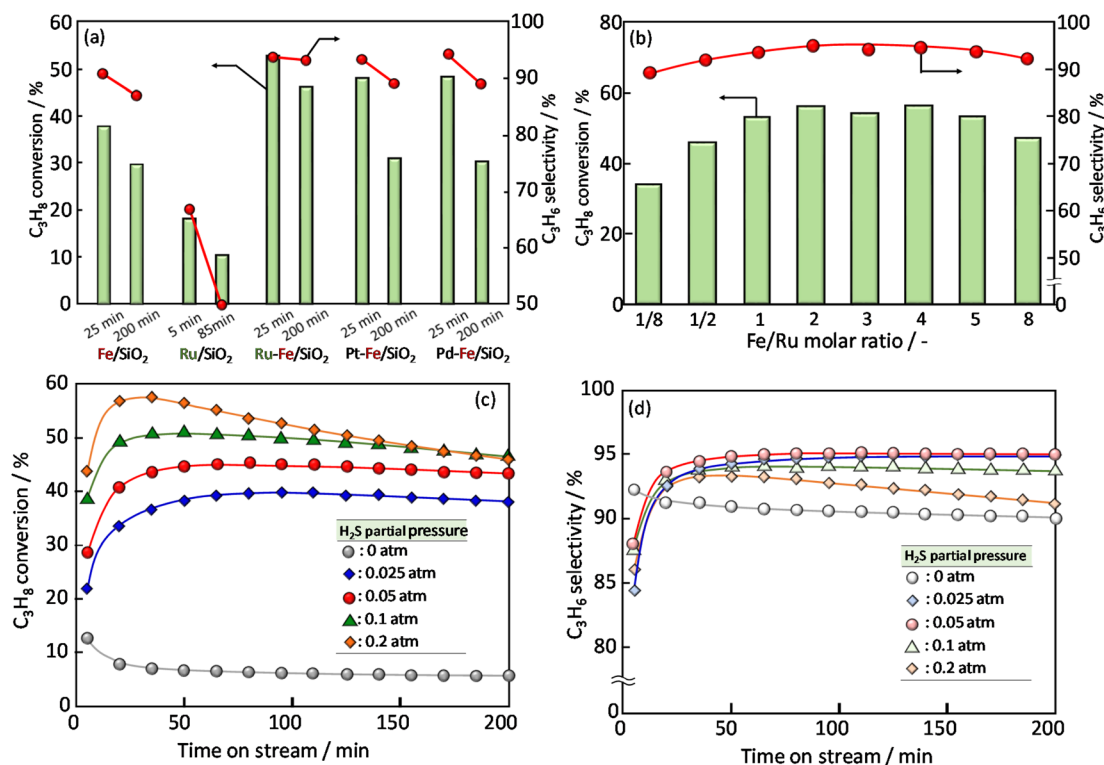 (a)
C3H8 conversion / %
60
50
40
30
20
10
0
100
90
80
70
60
50
C3H6 selectivity / %
25 min 200 min 5 min 85min 25 min 200 min 25 min 200 min 25 min 200 min
Fe/SiO2 Ru/SiO2 Ru-Fe/SiO2 Pt-Fe/SiO2 Pd-Fe/SiO2
(b)
C3H8 conversion / %
80
60
40
20
0
100
90
80
70
60
50
0
C3H6 selectivity / %
1/8 1/2 1 2 3 4 5 8
Fe/Ru molar ratio / -
(c)
C3H8 conversion / %
60
50
40
30
20
10
0
H2S partial pressure
: 0 atm
: 0.025 atm
: 0.05 atm
: 0.1 atm
: 0.2 atm
0 50 100 150 200
Time on stream / min
(d)
C3H6 selectivity / %
100
95
90
85
80
0
H2S partial pressure
: 0 atm
: 0.025 atm
: 0.05 atm
: 0.1 atm
: 0.2 atm
0 50 100 150 200
Time on stream / min